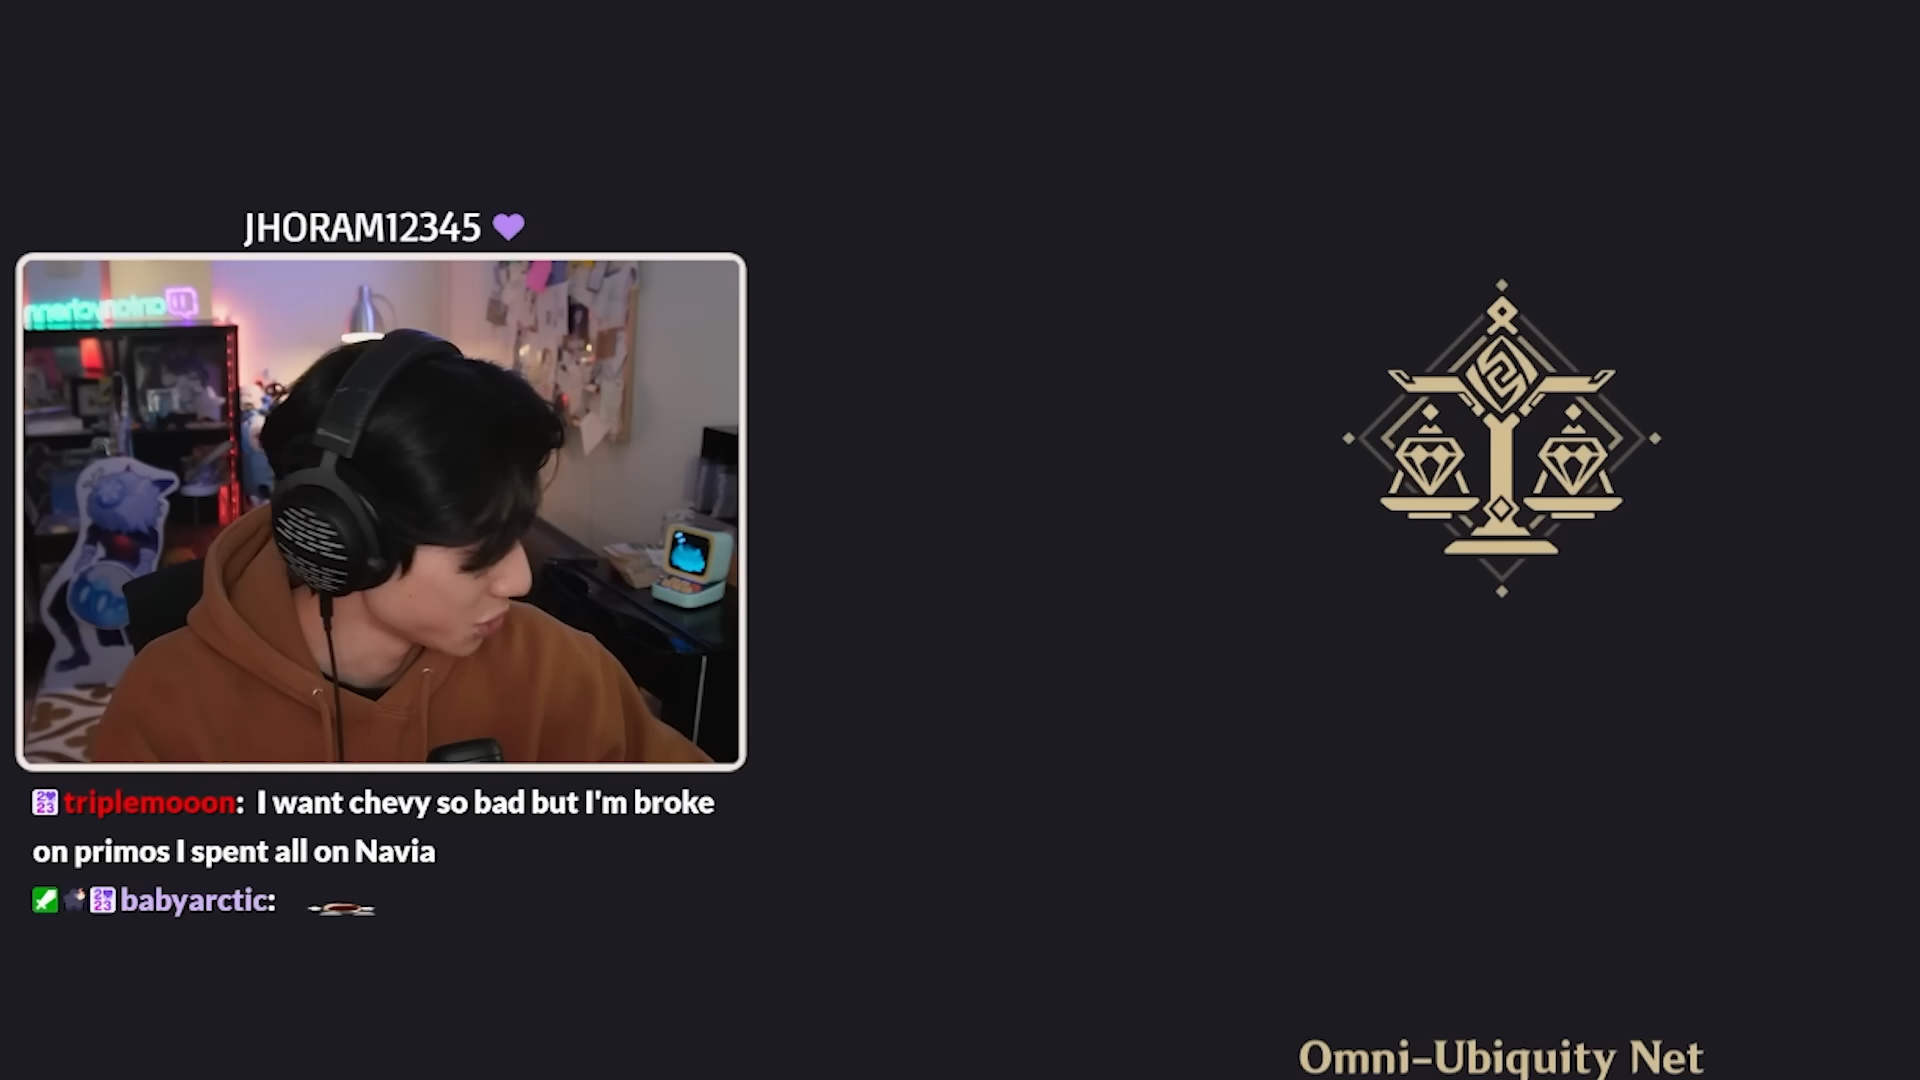 JHORAM12345 💜
triplemooon: I want chevy so bad but I'm broke
on primos I spent all on Navia
babyarctic:
Omni-Ubiquity Net